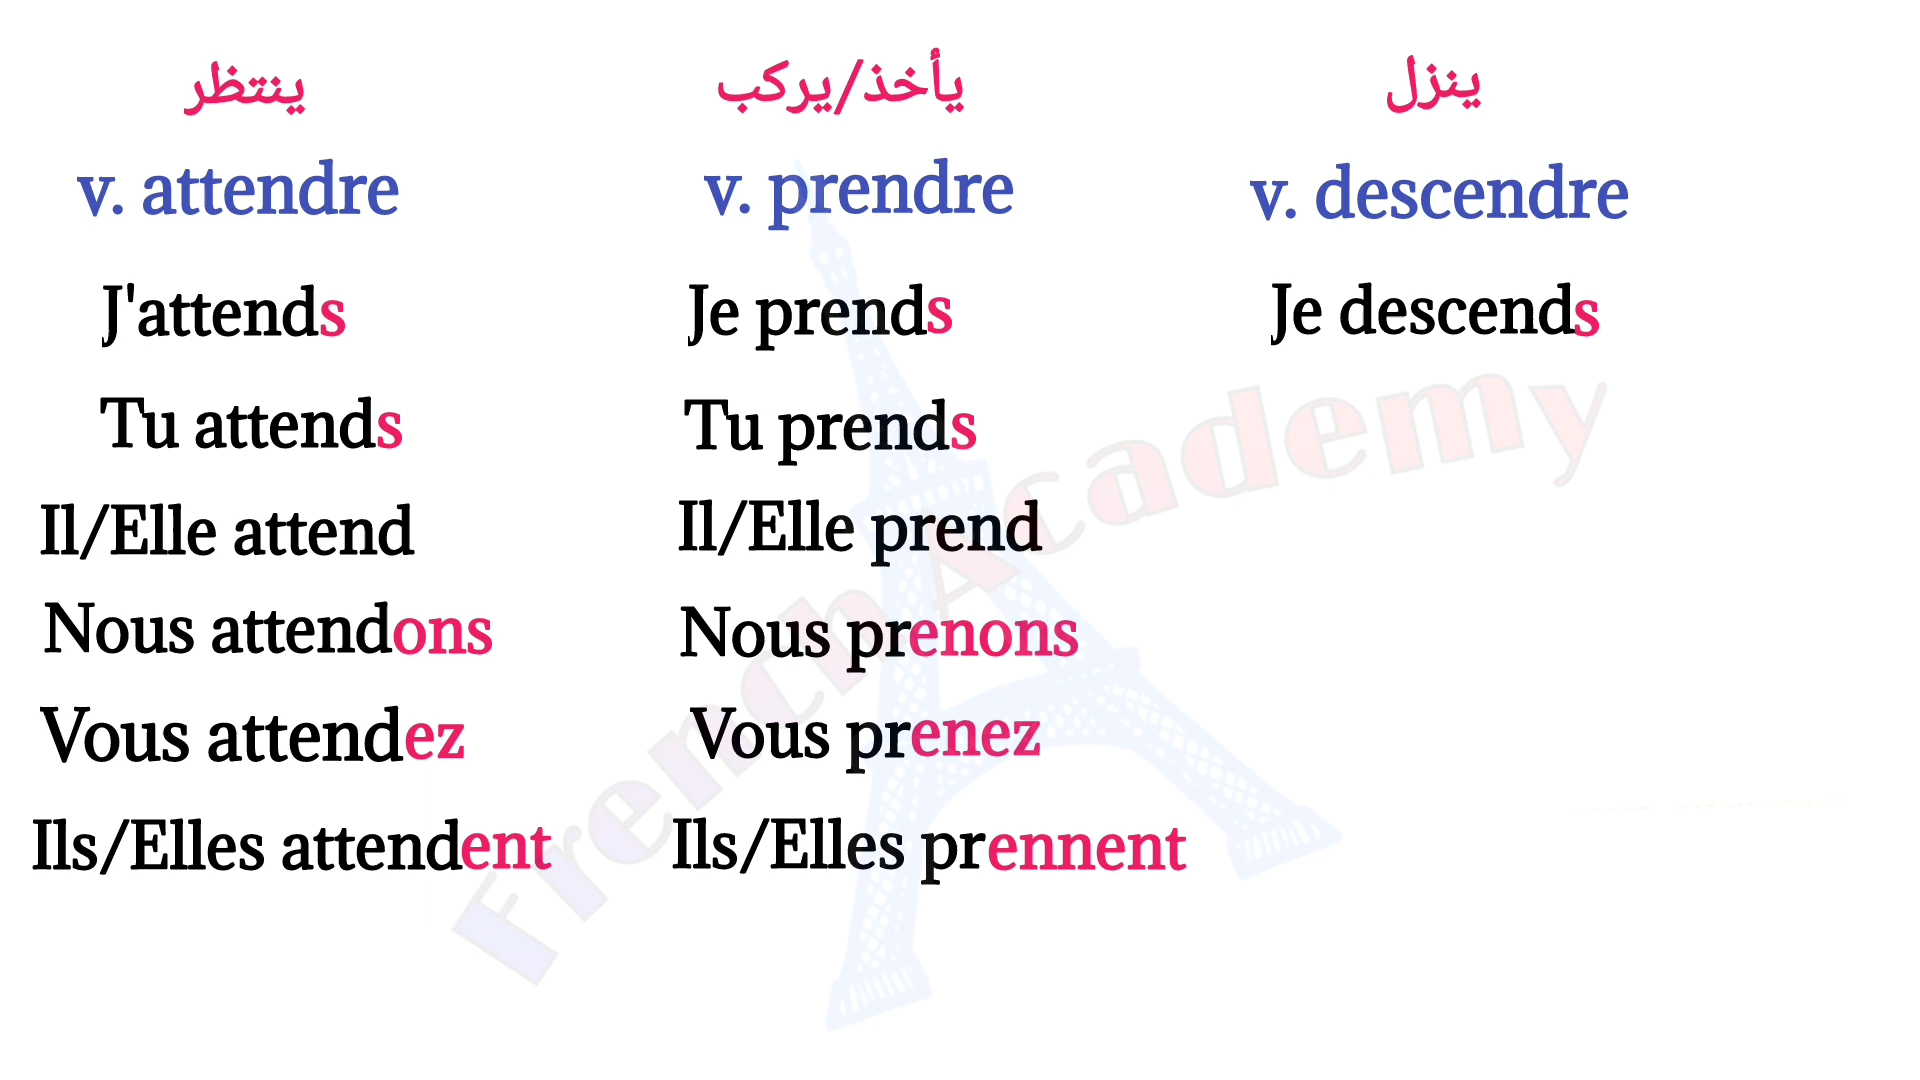 ينتظر
v. attendre
J'attends
Tu attends
Il/Elle attend
Nous attendons
Vous attendez
Ils/Elles attendent
يأخذ/يركب
v. prendre
Je prends
Tu prends
Il/Elle prend
Nous prenons
Vous prenez
Ils/Elles prennent
ينزل
v. descendre
Je descends
French Academy